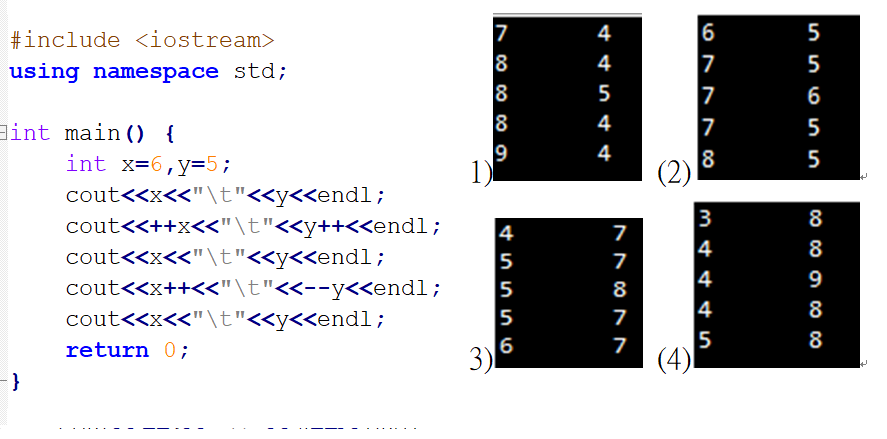 #include <iostream>
using namespace std;
int main() {
int x=6,y=5;
cout<<x<<"\t"<<y<<endl;
cout<<++x<<"\t"<<y++<<endl;
cout<<x<<"\t"<<y<<endl;
cout<<x++<<"\t"<<--y<<endl;
cout<<x<<"\t"<<y<<endl;
return 0;
}
1)
7 4
8 4
8 5
8 4
9 4
(2)
6 5
7 5
7 6
7 5
8 5
3)
4 7
5 7
5 8
5 7
6 7
(4)
3 8
4 8
4 9
4 8
5 8